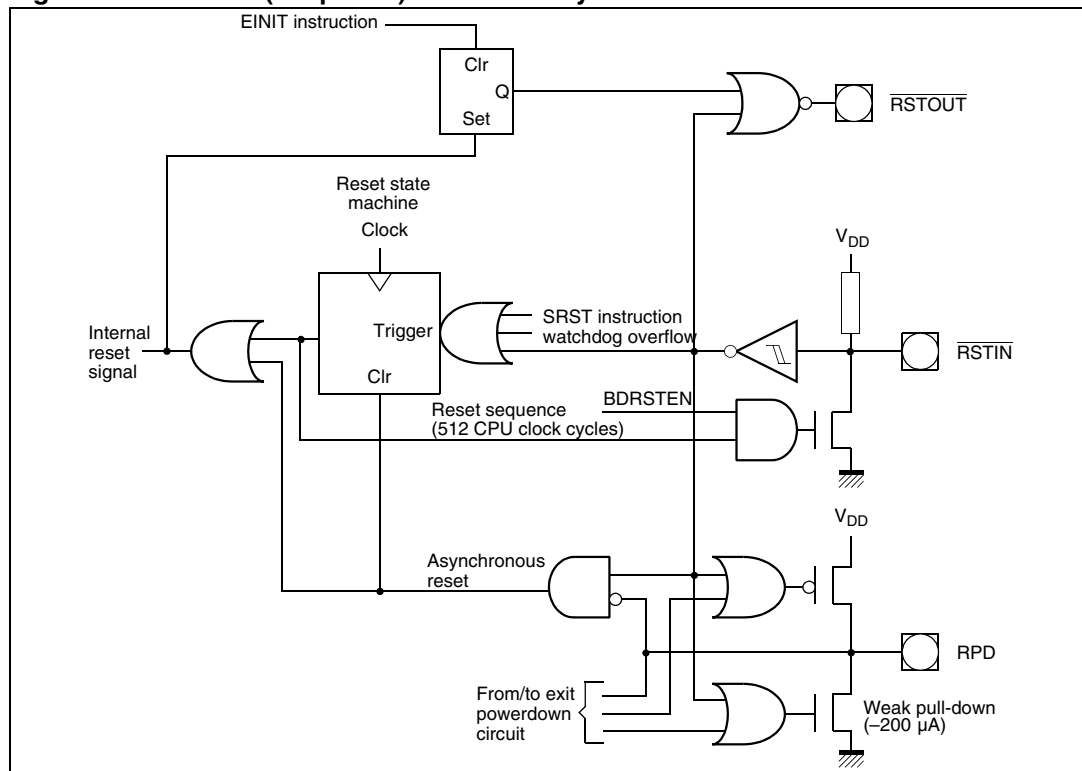 EINIT instruction
Clr
Q
Set
RSTOUT
Reset state
machine
Clock
VDD
Internal
reset
signal
Trigger
SRST instruction
watchdog overflow
RSTIN
Clr
BDRSTEN
Reset sequence
(512 CPU clock cycles)
VDD
Asynchronous
reset
RPD
From/to exit
powerdown
circuit
Weak pull-down
(–200 µA)